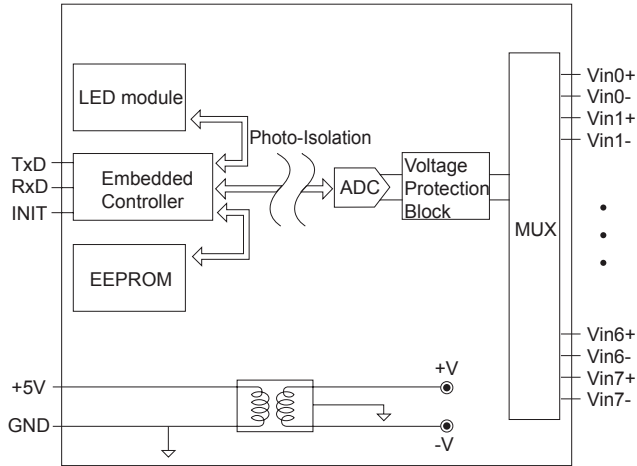 LED module
Photo-Isolation
TxD
RxD
INIT
Embedded
Controller
ADC
Voltage
Protection
Block
MUX
EEPROM
Vin0+
Vin0-
Vin1+
Vin1-
Vin6+
Vin6-
Vin7+
Vin7-
+5V
GND
+V
-V